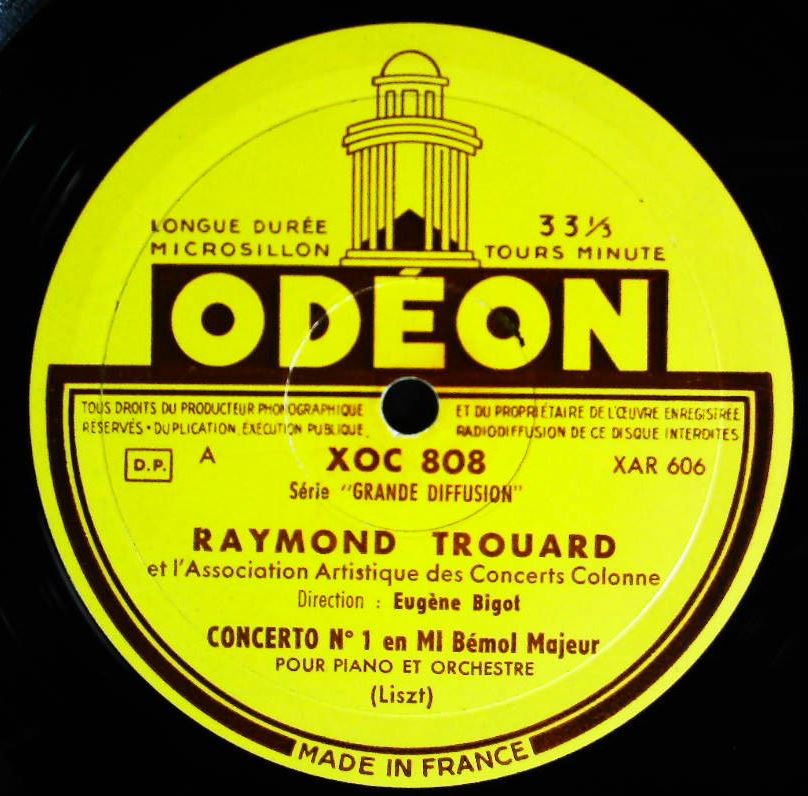 LONGUE DURÉE
MICROSILLON
33⅓
TOURS MINUTE
ODÉON
TOUS DROITS DU PRODUCTEUR PHONOGRAPHIQUE
RÉSERVÉS • DUPLICATION, EXÉCUTION PUBLIQUE,
ET DU PROPRIÉTAIRE DE L'ŒUVRE ENREGISTRÉE
RADIODIFFUSION DE CE DISQUE INTERDITES
D.P.
A
XOC 808
XAR 606
Série "GRANDE DIFFUSION"
RAYMOND TROUARD
et l'Association Artistique des Concerts Colonne
Direction : Eugène Bigot
CONCERTO N° 1 en MI Bémol Majeur
POUR PIANO ET ORCHESTRE
(Liszt)
MADE IN FRANCE